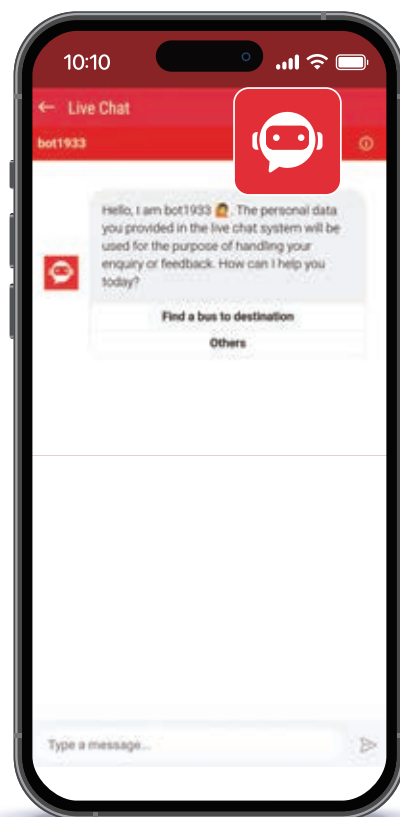 10:10
← Live Chat
bot1933
Hello, I am bot1933 🙋. The personal data
you provided in the live chat system will be
used for the purpose of handling your
enquiry or feedback. How can I help you
today?
Find a bus to destination
Others
Type a message...